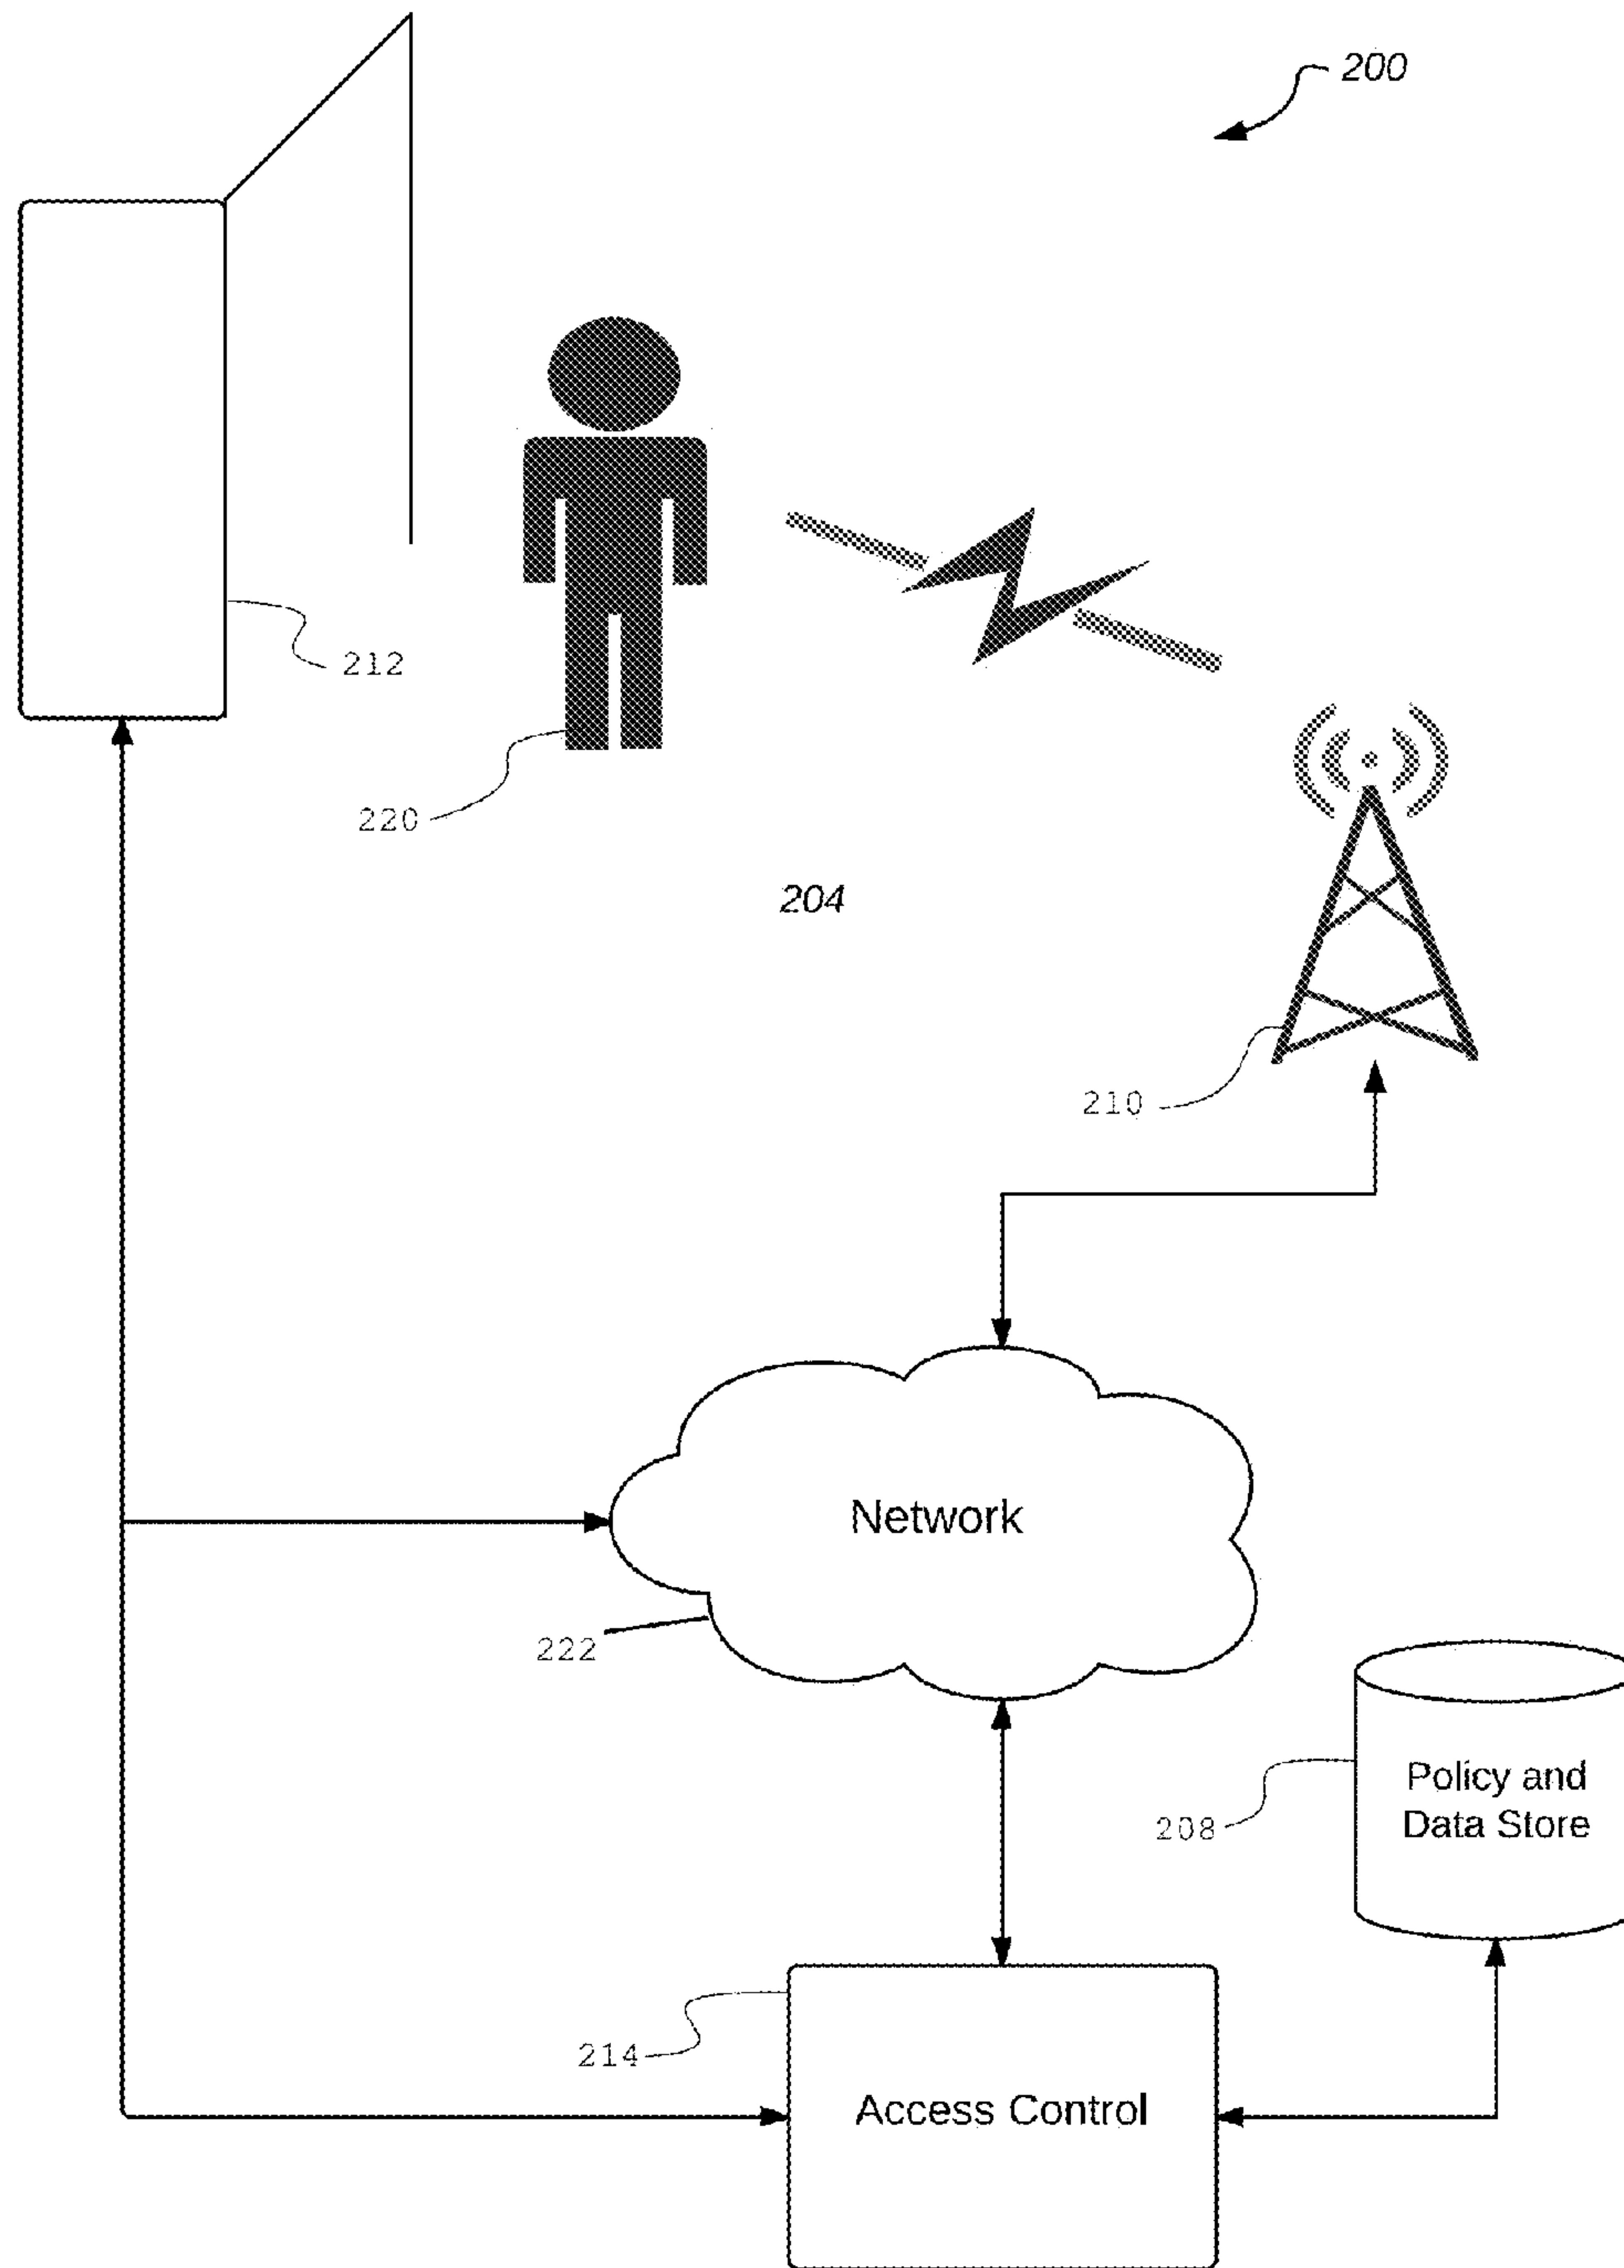 200
212
220
204
210
Network
222
Policy and
Data Store
208
214
Access Control